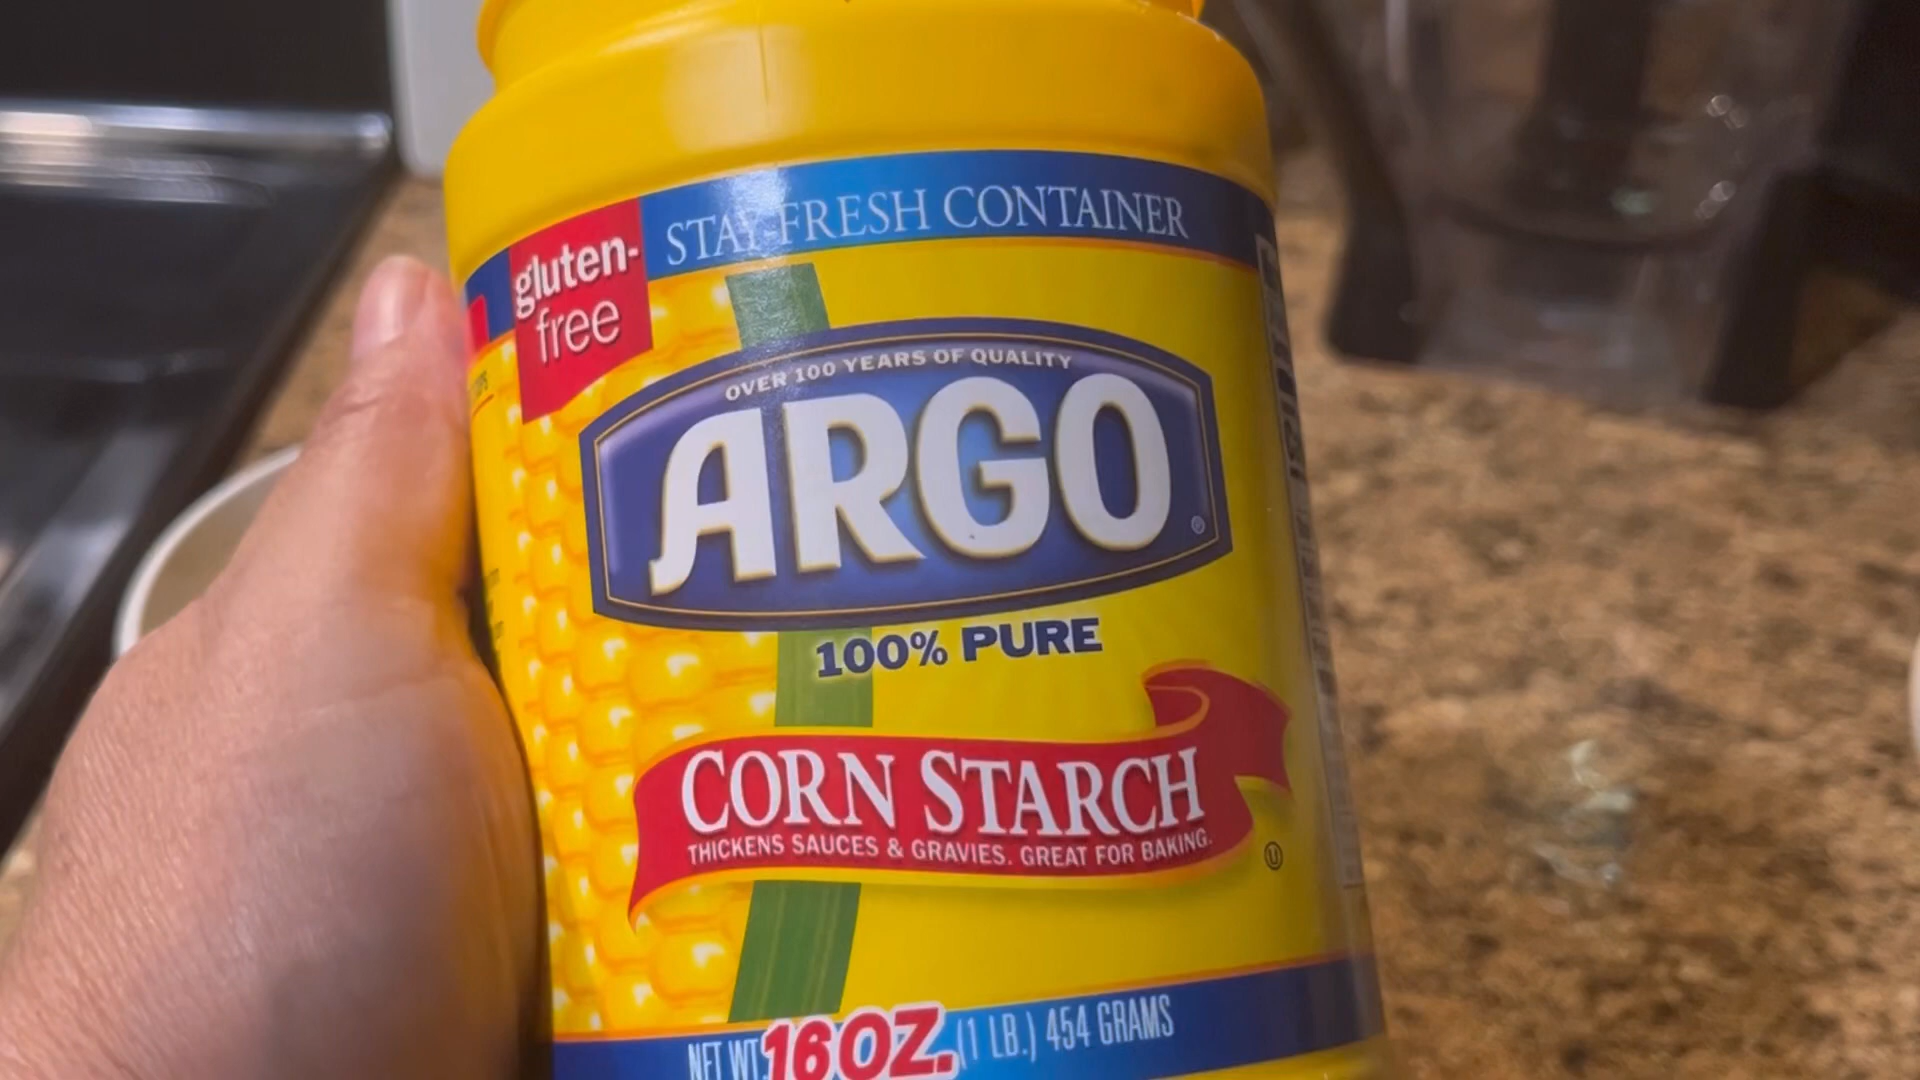 STAY-FRESH CONTAINER
gluten-
free
OVER 100 YEARS OF QUALITY
ARGO
®
100% PURE
CORN STARCH
THICKENS SAUCES & GRAVIES. GREAT FOR BAKING.
U
NET WT. 16 OZ. (1 LB.) 454 GRAMS